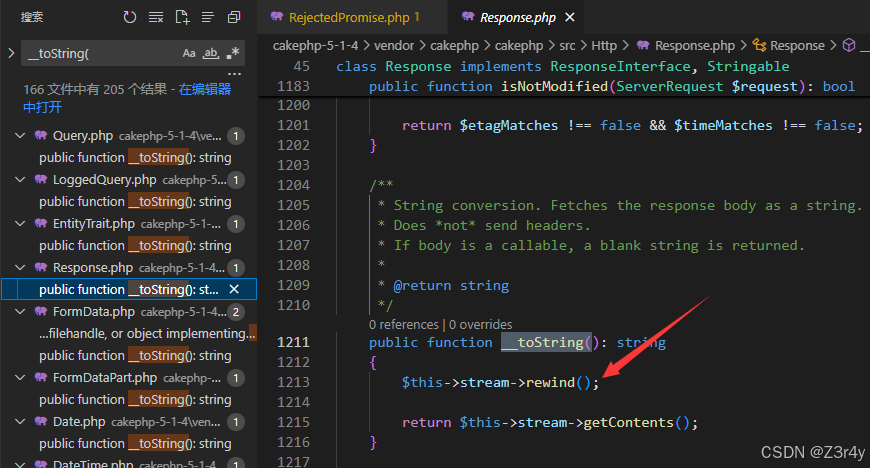 搜索
__toString(
Aa ab .*
166 文件中有 205 个结果 - 在编辑器
中打开
Query.php cakephp-5-1-4\ve... 1
public function __toString(): string
LoggedQuery.php cakephp-5... 1
public function __toString(): string
EntityTrait.php cakephp-5-1-... 1
public function __toString(): string
Response.php cakephp-5-1-4... 1
public function __toString(): st...
FormData.php cakephp-5-1-4... 2
...filehandle, or object implementing...
public function __toString(): string
FormDataPart.php cakephp-... 1
public function __toString(): string
Date.php cakephp-5-1-4\ven... 1
public function __toString(): string
DateTime.php cakephp-5-1-4... 1
RejectedPromise.php 1
Response.php
cakephp-5-1-4 > vendor > cakephp > cakephp > src > Http > Response.php > Response >
45 class Response implements ResponseInterface, Stringable
1183 public function isNotModified(ServerRequest $request): bool
1200
1201 return $etagMatches !== false && $timeMatches !== false;
1202 }
1203
1204 /**
1205 * String conversion. Fetches the response body as a string.
1206 * Does *not* send headers.
1207 * If body is a callable, a blank string is returned.
1208 *
1209 * @return string
1210 */
0 references | 0 overrides
1211 public function __toString(): string
1212 {
1213 $this->stream->rewind();
1214
1215 return $this->stream->getContents();
1216 }
1217
CSDN @Z3r4y